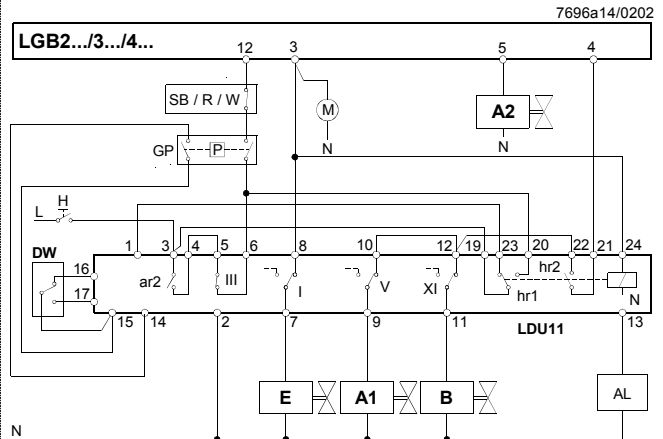 7696a14/0202
LGB2.../3.../4...
12 3 5 4
SB / R / W
M
A2
GP P N N
H
L
1 3 4 5 6 8 10 12 19 23 20 22 21 24
DW
16
ar2 III I V XI hr2
17 hr1 N
15 14 2 7 9 11 LDU11 13
E A1 B AL
N